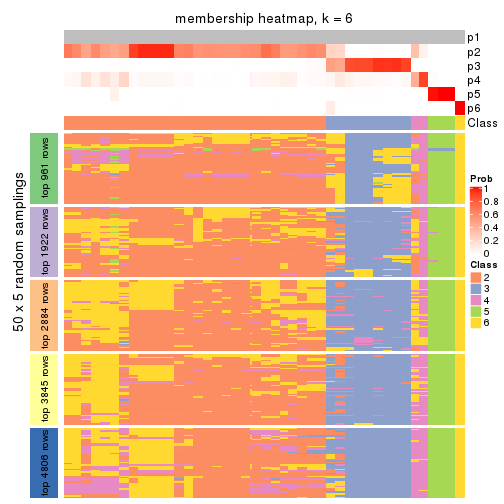 membership heatmap, k = 6
p1
p2
p3
p4
p5
p6
Class
50 x 5 random samplings
top 961 rows
top 1922 rows
top 2884 rows
top 3845 rows
top 4806 rows
Prob
1
0.8
0.6
0.4
0.2
0
Class
2
3
4
5
6